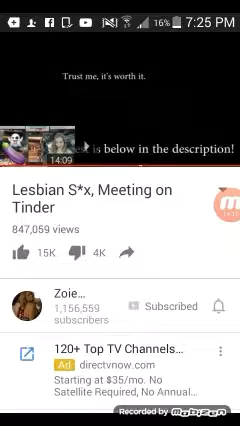 16% 7:25 PM
Trust me, it's worth it.
is below in the description!
14:09
Lesbian S*x, Meeting on
Tinder
847,059 views
15K 4K
Zoie...
1,156,559
subscribers
Subscribed
120+ Top TV Channels...
Ad directvnow.com
Starting at $35/mo. No
Satellite Required, No Annual...
Recorded by mobizen